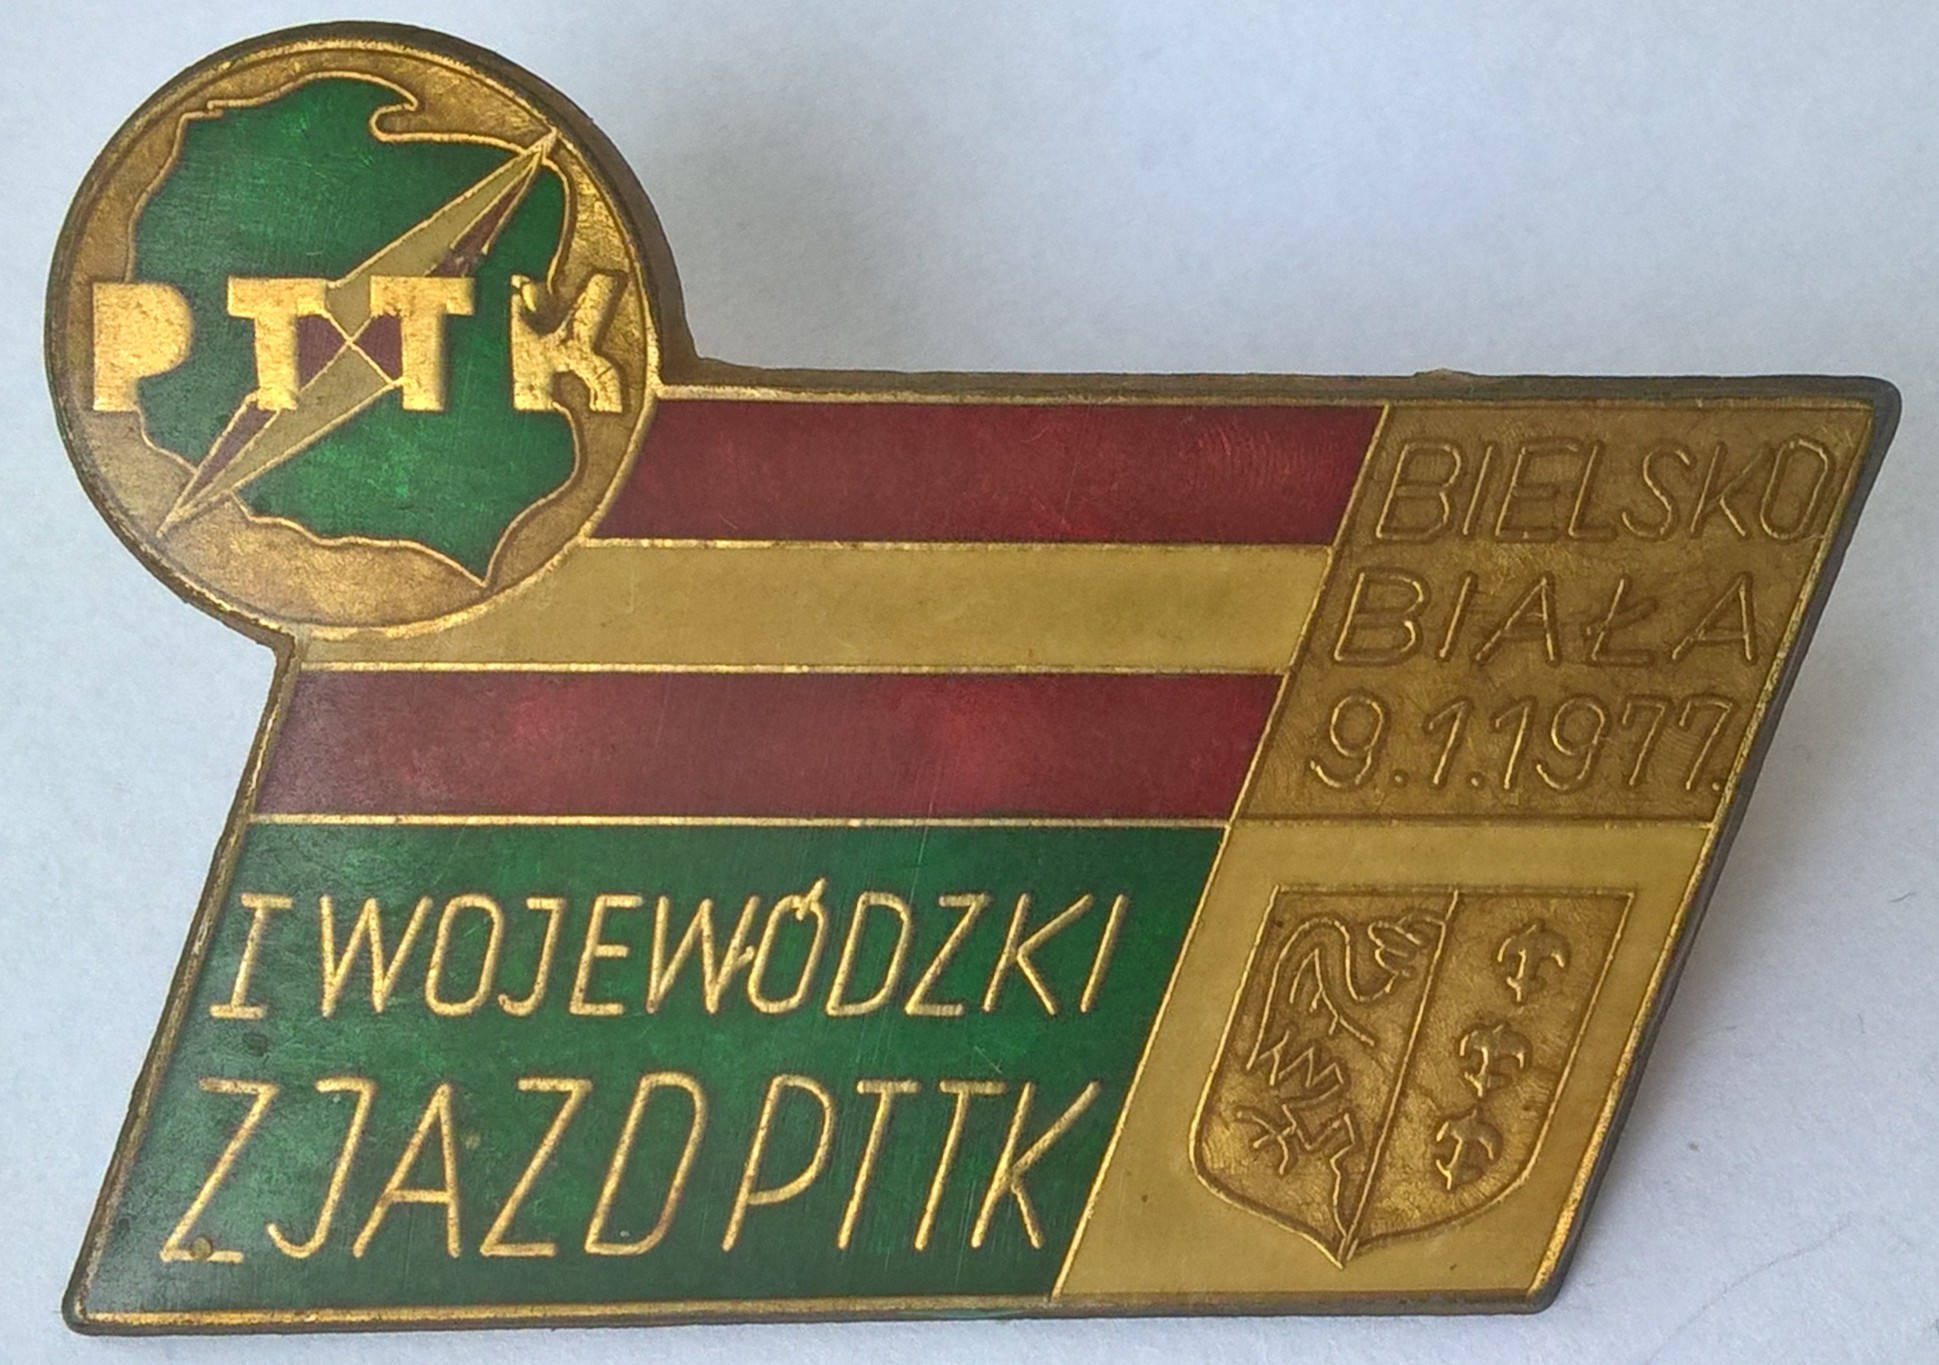 PTTK
BIELSKO
BIAŁA
9.1.1977.
I WOJEWÓDZKI
ZJAZD PTTK